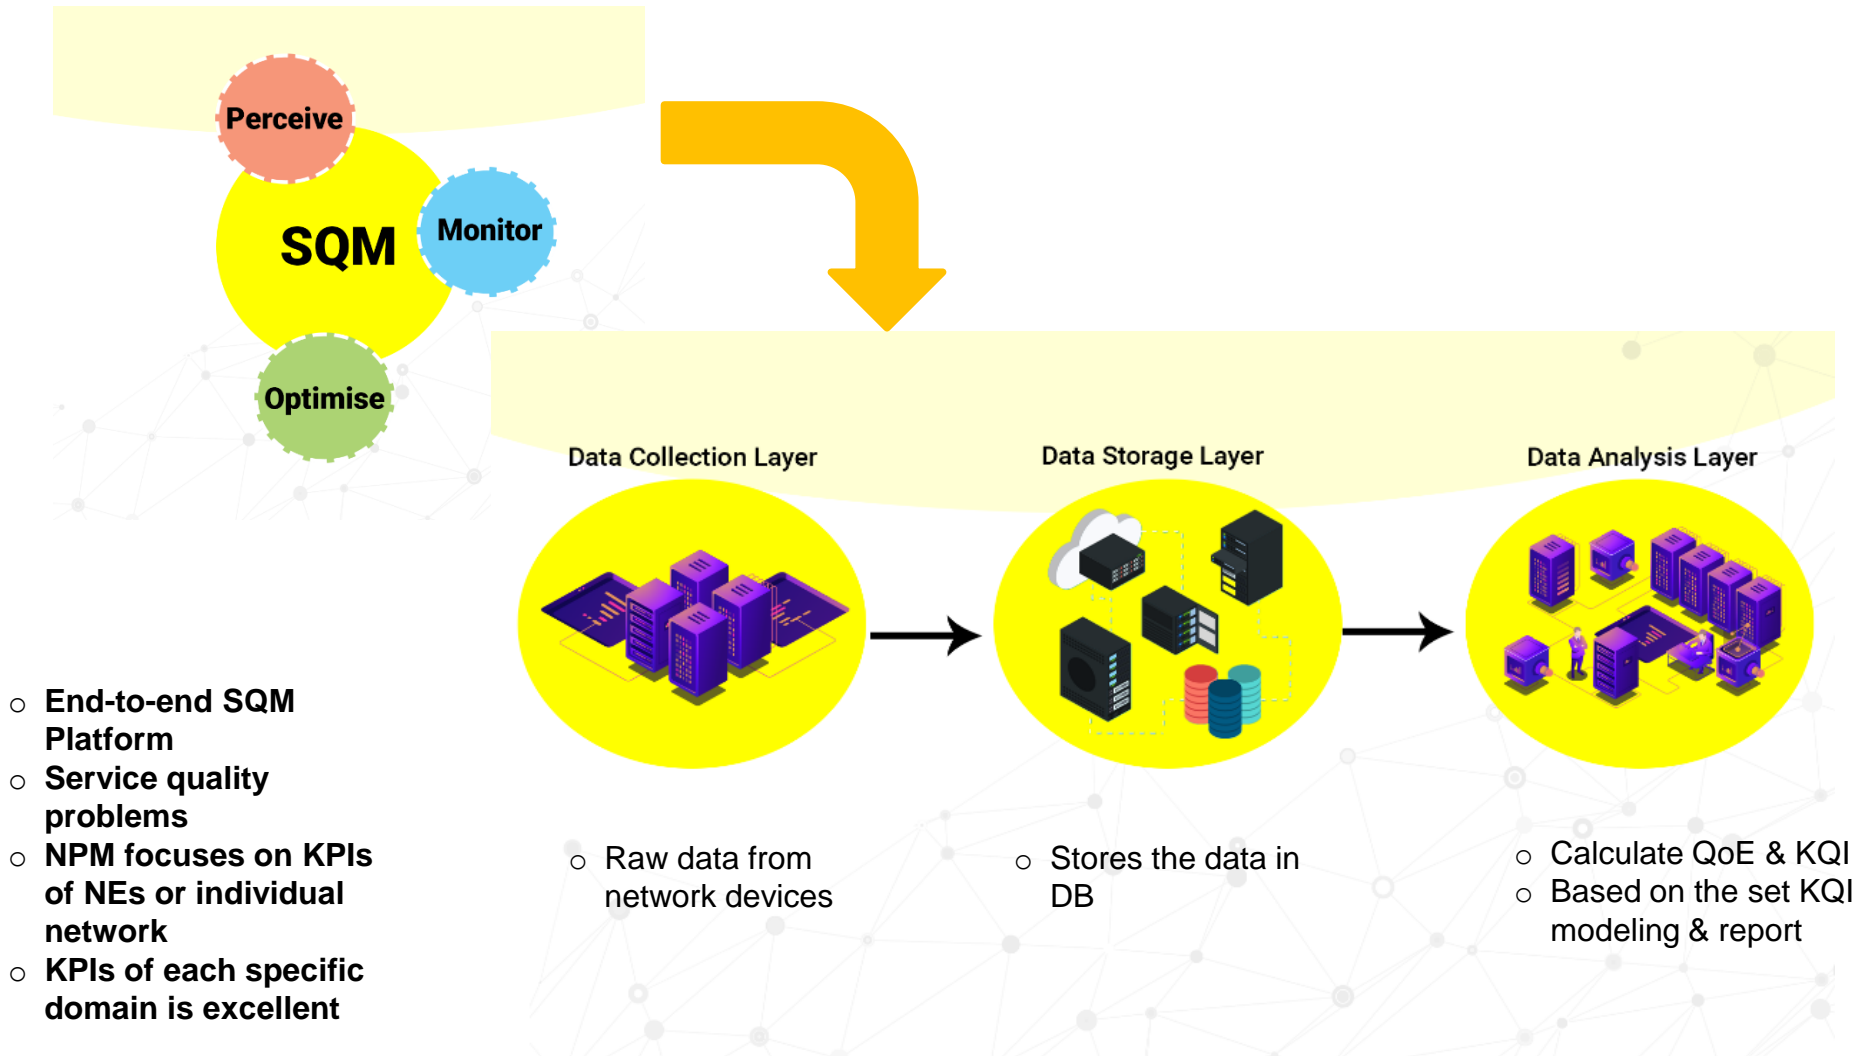 Perceive
SQM
Monitor
Optimise
Data Collection Layer
Data Storage Layer
Data Analysis Layer
○ End-to-end SQM
Platform
○ Service quality
problems
○ NPM focuses on KPIs
of NEs or individual
network
○ KPIs of each specific
domain is excellent
○ Raw data from
network devices
○ Stores the data in
DB
○ Calculate QoE & KQI
○ Based on the set KQI
modeling & report